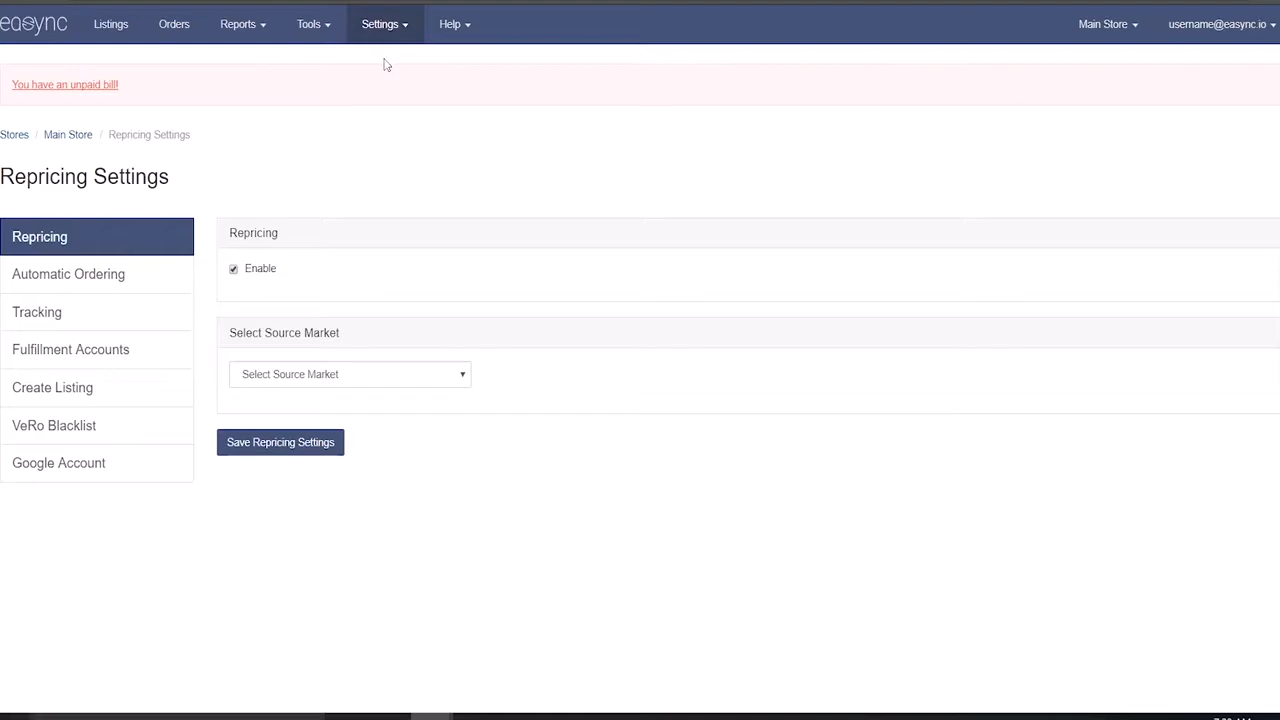 easync Listings Orders Reports Tools Settings Help Main Store username@easync.io
You have an unpaid bill!
Stores / Main Store / Repricing Settings
Repricing Settings
Repricing
Automatic Ordering
Tracking
Fulfillment Accounts
Create Listing
VeRo Blacklist
Google Account
Repricing
Enable
Select Source Market
Select Source Market
Save Repricing Settings